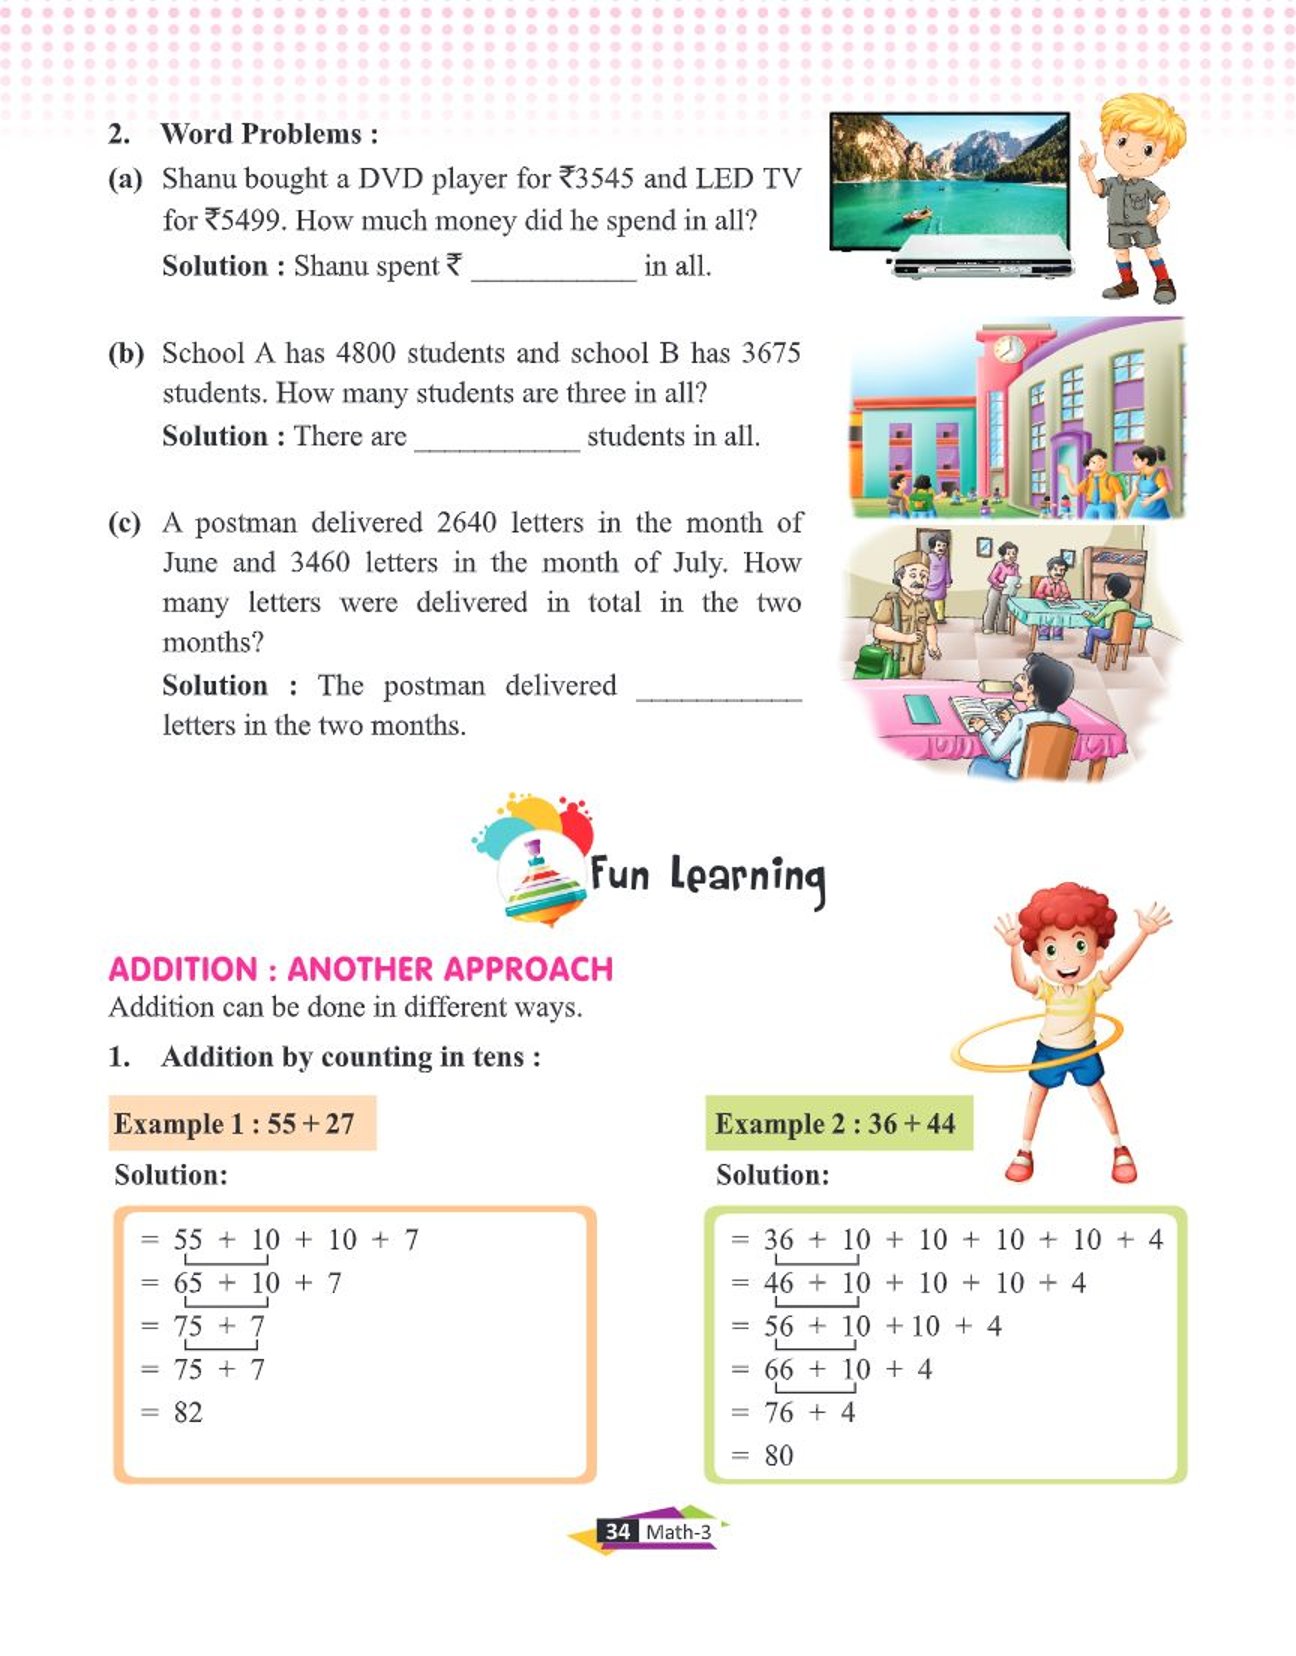 2. Word Problems :
(a) Shanu bought a DVD player for ₹3545 and LED TV
for ₹5499. How much money did he spend in all?
Solution : Shanu spent ₹ ___________ in all.
(b) School A has 4800 students and school B has 3675
students. How many students are three in all?
Solution : There are ___________ students in all.
(c) A postman delivered 2640 letters in the month of
June and 3460 letters in the month of July. How
many letters were delivered in total in the two
months?
Solution : The postman delivered ___________
letters in the two months.
Fun Learning
ADDITION : ANOTHER APPROACH
Addition can be done in different ways.
1. Addition by counting in tens :
Example 1 : 55 + 27
Solution:
= 55 + 10 + 10 + 7
= 65 + 10 + 7
= 75 + 7
= 75 + 7
= 82
Example 2 : 36 + 44
Solution:
= 36 + 10 + 10 + 10 + 10 + 4
= 46 + 10 + 10 + 10 + 4
= 56 + 10 + 10 + 4
= 66 + 10 + 4
= 76 + 4
= 80
34 Math-3